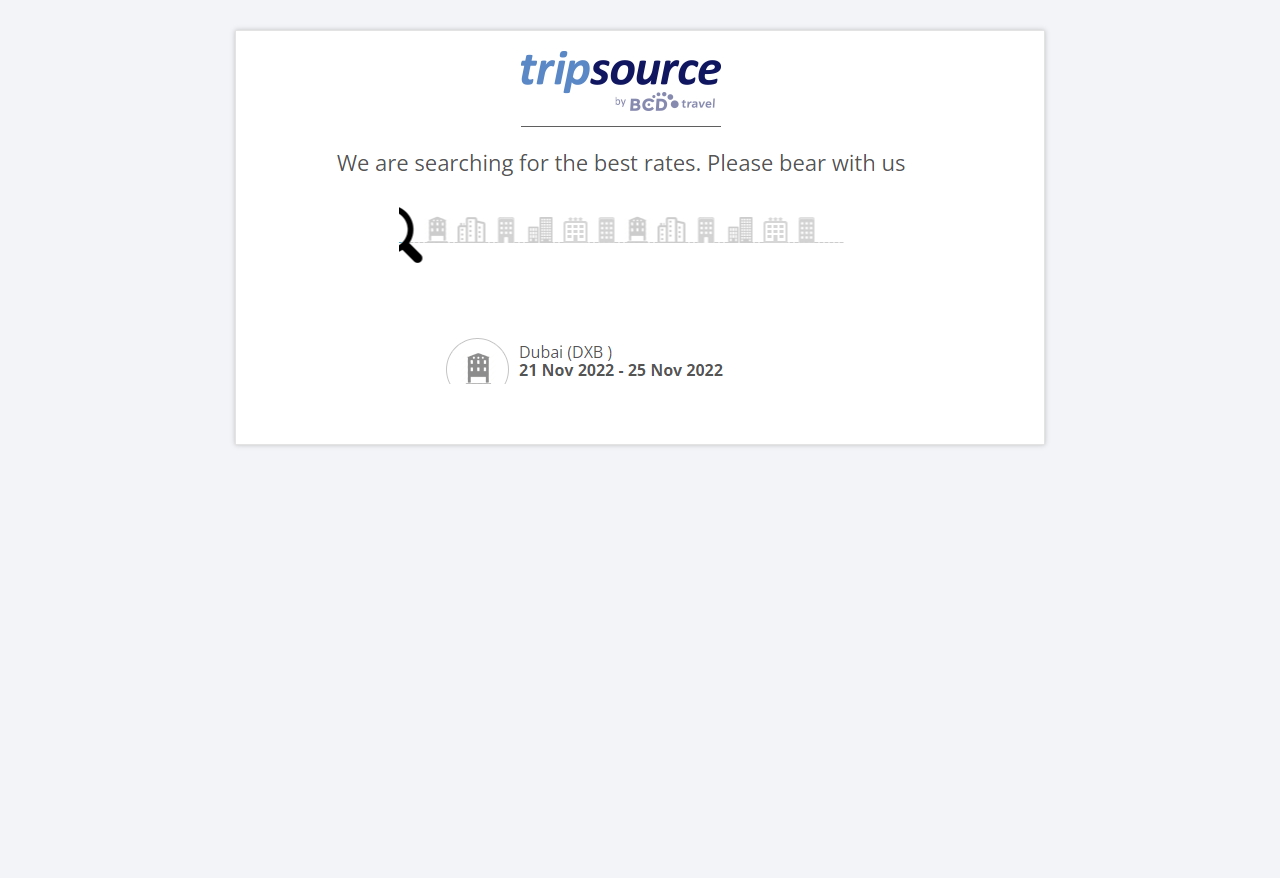 tripsource
by BCD travel
We are searching for the best rates. Please bear with us
Dubai (DXB )
21 Nov 2022 - 25 Nov 2022